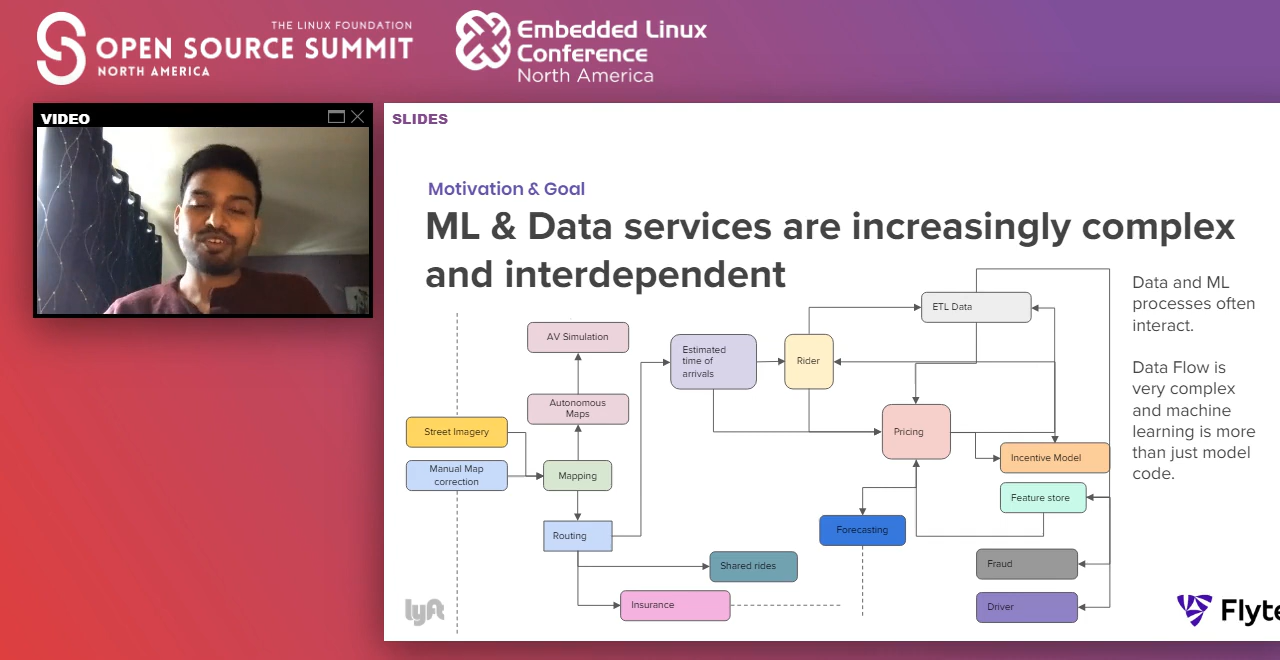 THE LINUX FOUNDATION
OPEN SOURCE SUMMIT
NORTH AMERICA
Embedded Linux
Conference
North America
VIDEO
SLIDES
Motivation & Goal
ML & Data services are increasingly complex
and interdependent
Data and ML
processes often
interact.
Data Flow is
very complex
and machine
learning is more
than just model
code.
ETL Data
AV Simulation
Estimated
time of
arrivals
Rider
Autonomous
Maps
Street Imagery
Pricing
Manual Map
correction
Mapping
Incentive Model
Feature store
Routing
Forecasting
Shared rides
Fraud
Insurance
Driver
lyft
Flyte